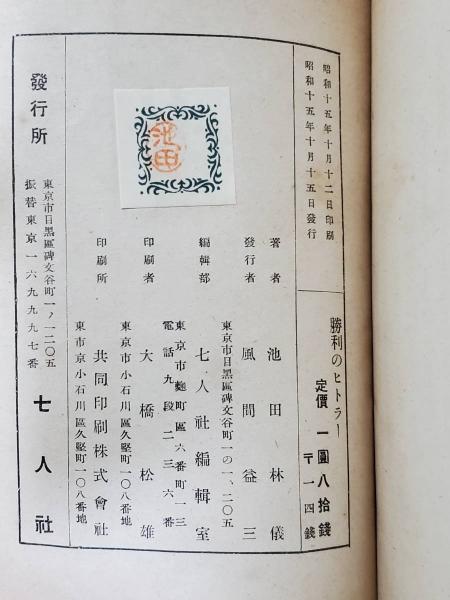 昭和十五年十月十二日印刷
昭和十五年十月十五日發行
勝利のヒトラー
定價一圓八拾錢
〒一四錢
著者 池田林儀
發行者 風間益三
東京市目黑區碑文谷町一の一、二〇五
編輯部 七人社編輯室
東京市麴町區六番町一三
電話九段二三六番
印刷者 大橋松雄
東京市小石川區久堅町一〇八番地
印刷所 共同印刷株式會社
東京市小石川區久堅町一〇八番地
池田
發行所
東京市目黑區碑文谷町一ノ一二〇五
振替東京一六九九九七番
七人社